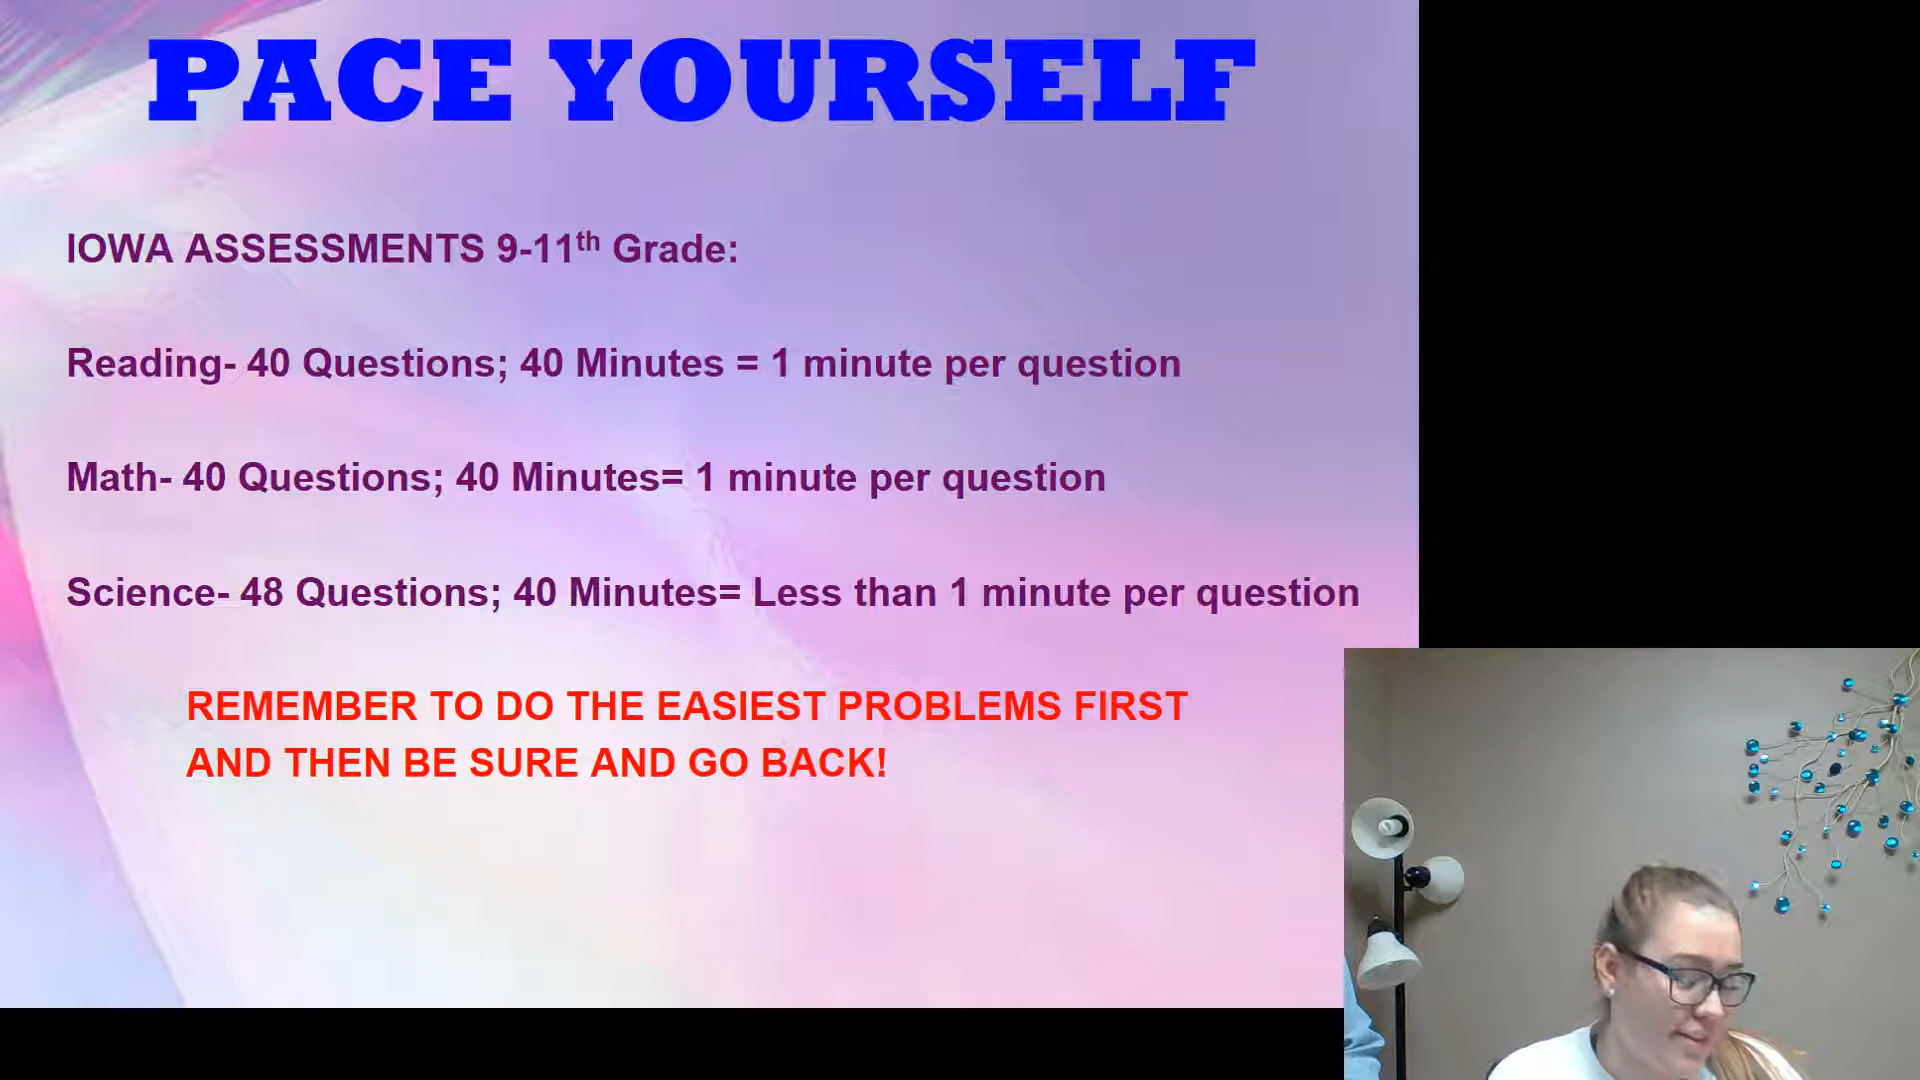 PACE YOURSELF
IOWA ASSESSMENTS 9-11th Grade:
Reading- 40 Questions; 40 Minutes = 1 minute per question
Math- 40 Questions; 40 Minutes= 1 minute per question
Science- 48 Questions; 40 Minutes= Less than 1 minute per question
REMEMBER TO DO THE EASIEST PROBLEMS FIRST
AND THEN BE SURE AND GO BACK!